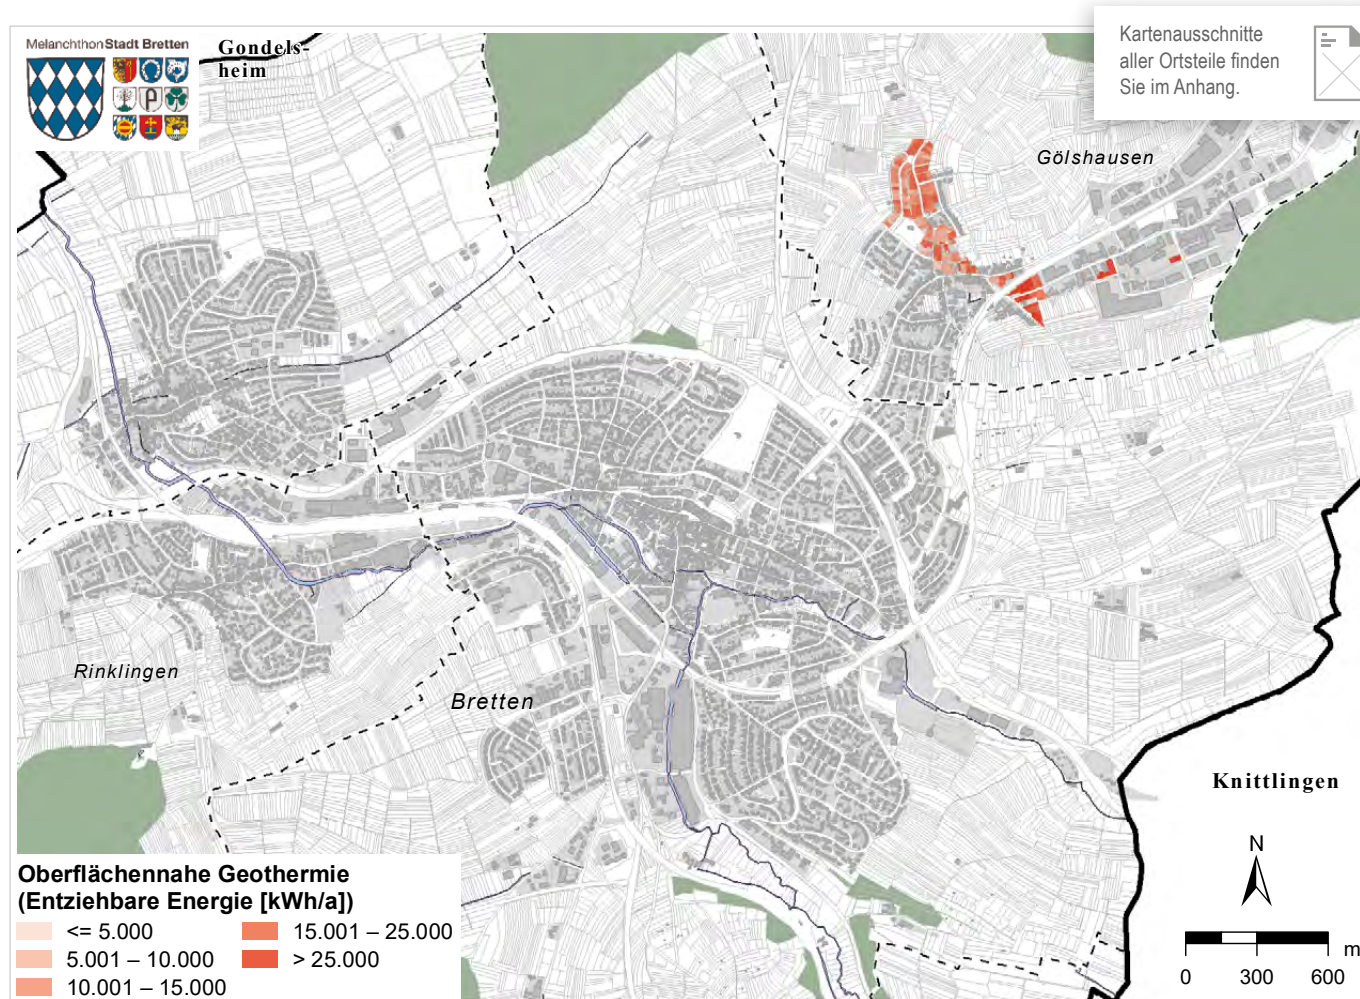 Melanchthon Stadt Bretten
Gondels-
heim
Kartenausschnitte
aller Ortsteile finden
Sie im Anhang.
Gölshausen
Rinklingen
Bretten
Knittlingen
N
m
0 300 600
Oberflächennahe Geothermie
(Entziehbare Energie [kWh/a])
<= 5.000
5.001 – 10.000
10.001 – 15.000
15.001 – 25.000
> 25.000